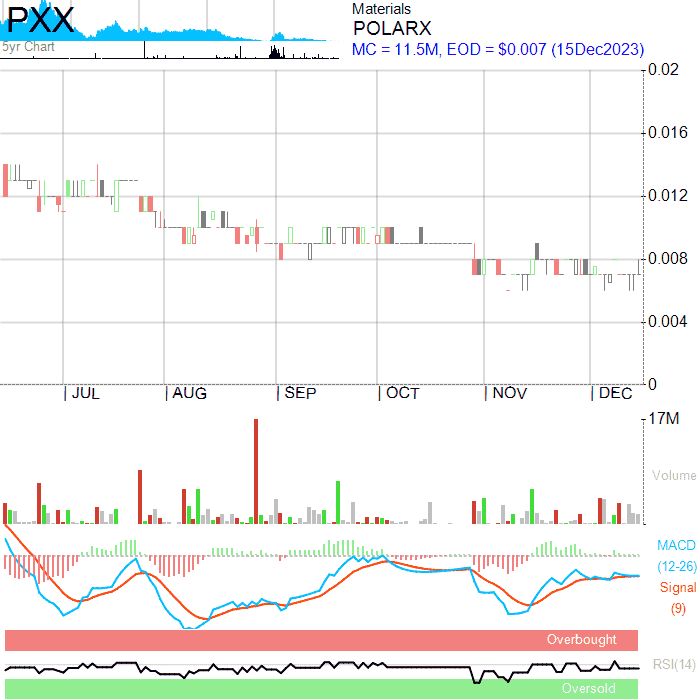 PXX
5yr Chart
Materials
POLARX
MC = 11.5M, EOD = $0.007 (15Dec2023)
0.02
0.016
0.012
0.008
0.004
0
JUL AUG SEP OCT NOV DEC
17M
Volume
MACD
(12-26)
Signal
(9)
Overbought
RSI(14)
Oversold